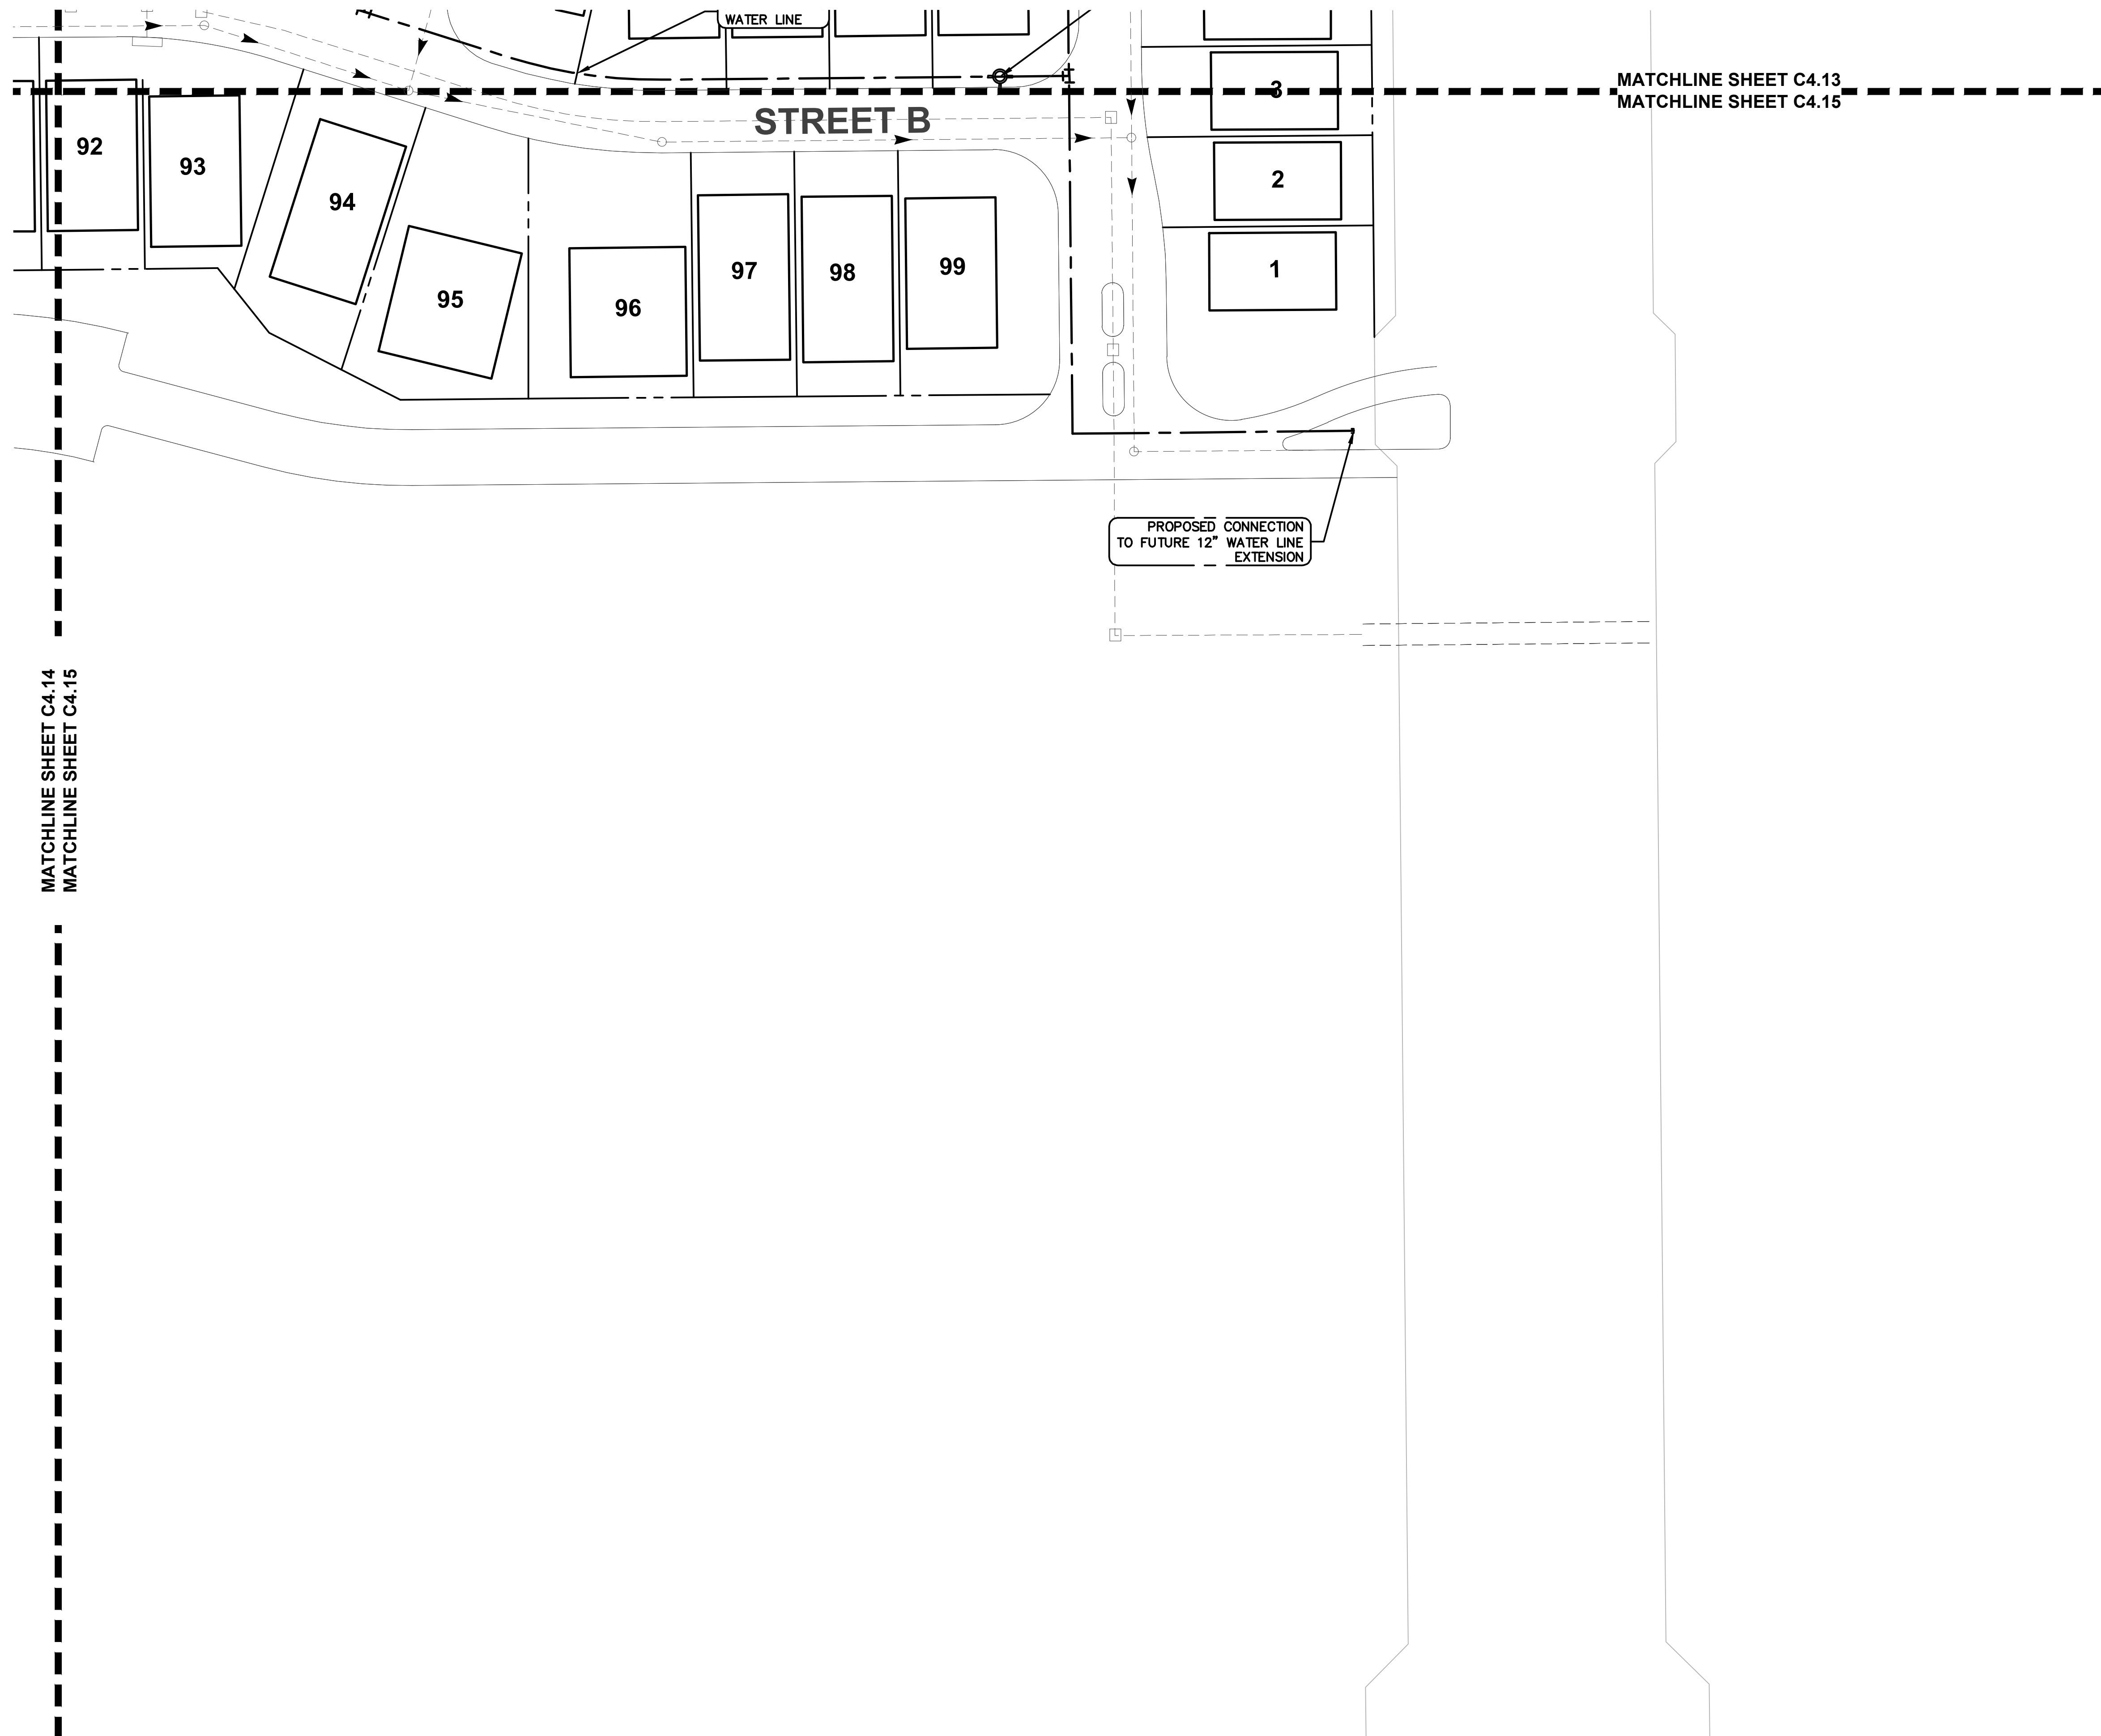 WATER LINE
MATCHLINE SHEET C4.13
MATCHLINE SHEET C4.15
STREET B
3
92
93
94
2
95
96
97
98
99
1
PROPOSED CONNECTION
TO FUTURE 12" WATER LINE
EXTENSION
MATCHLINE SHEET C4.14
MATCHLINE SHEET C4.15